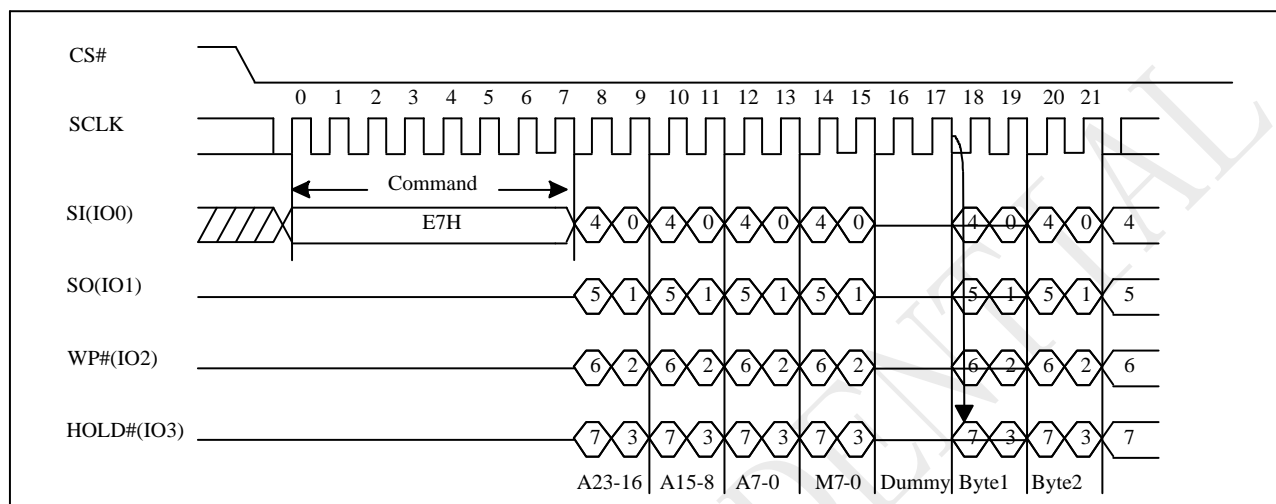 CS#
0 1 2 3 4 5 6 7 8 9 10 11 12 13 14 15 16 17 18 19 20 21
SCLK
Command
SI(IO0) E7H 4 0 4 0 4 0 4 0 4 0 4 0 4
SO(IO1) 5 1 5 1 5 1 5 1 5 1 5 1 5
WP#(IO2) 6 2 6 2 6 2 6 2 6 2 6 2 6
HOLD#(IO3) 7 3 7 3 7 3 7 3 7 3 7 3 7
A23-16 A15-8 A7-0 M7-0 Dummy Byte1 Byte2
DENTIAL